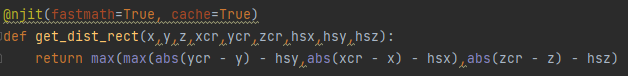 @njit(fastmath=True, cache=True)
def get_dist_rect(x,y,z,xcr,ycr,zcr,hsx,hsy,hsz):
    return max(max(abs(ycr - y) - hsy,abs(xcr - x) - hsx),abs(zcr - z) - hsz)